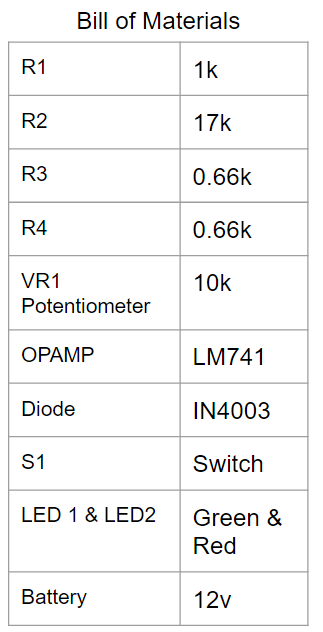 Bill of Materials
R1 1k
R2 17k
R3 0.66k
R4 0.66k
VR1 10k
Potentiometer
OPAMP LM741
Diode IN4003
S1 Switch
LED 1 & LED2 Green &
Red
Battery 12v